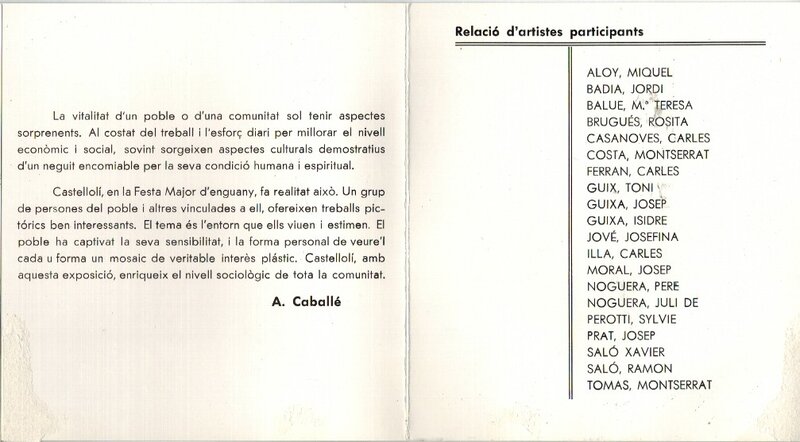 La vitalitat d'un poble o d'una comunitat sol tenir aspectes
sorprenents. Al costat del treball i l'esforç diari per millorar el nivell
econòmic i social, sovint sorgeixen aspectes culturals demostratius
d'un neguit encomiable per la seva condició humana i espiritual.
Castellolí, en la Festa Major d'enguany, fa realitat això. Un grup
de persones del poble i altres vinculades a ell, ofereixen treballs pic-
tórics ben interessants. El tema és l'entorn que ells viuen i estimen. El
poble ha captivat la seva sensibilitat, i la forma personal de veure'l
cada u forma un mosaic de veritable interès plástic. Castellolí, amb
aquesta exposició, enriqueix el nivell sociològic de tota la comunitat.
A. Caballé
Relació d'artistes participants
ALOY, MIQUEL
BADIA, JORDI
BALUE, M.ª TERESA
BRUGUÉS, ROSITA
CASANOVES, CARLES
COSTA, MONTSERRAT
FERRAN, CARLES
GUIX, TONI
GUIXA, JOSEP
GUIXA, ISIDRE
JOVÉ, JOSEFINA
ILLA, CARLES
MORAL, JOSEP
NOGUERA, PERE
NOGUERA, JULI DE
PEROTTI, SYLVIE
PRAT, JOSEP
SALÓ XAVIER
SALÓ, RAMON
TOMAS, MONTSERRAT